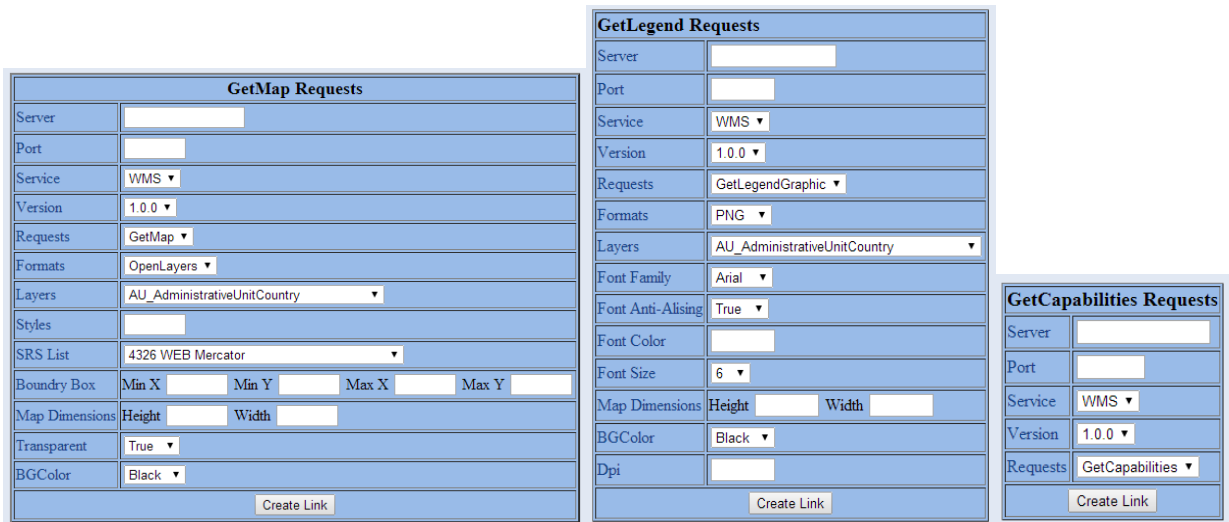 GetMap Requests
Server
Port
Service WMS
Version 1.0.0
Requests GetMap
Formats OpenLayers
Layers AU_AdministrativeUnitCountry
Styles
SRS List 4326 WEB Mercator
Boundry Box Min X Min Y Max X Max Y
Map Dimensions Height Width
Transparent True
BGColor Black
Create Link
GetLegend Requests
Server
Port
Service WMS
Version 1.0.0
Requests GetLegendGraphic
Formats PNG
Layers AU_AdministrativeUnitCountry
Font Family Arial
Font Anti-Alising True
Font Color
Font Size 6
Map Dimensions Height Width
BGColor Black
Dpi
Create Link
GetCapabilities Requests
Server
Port
Service WMS
Version 1.0.0
Requests GetCapabilities
Create Link